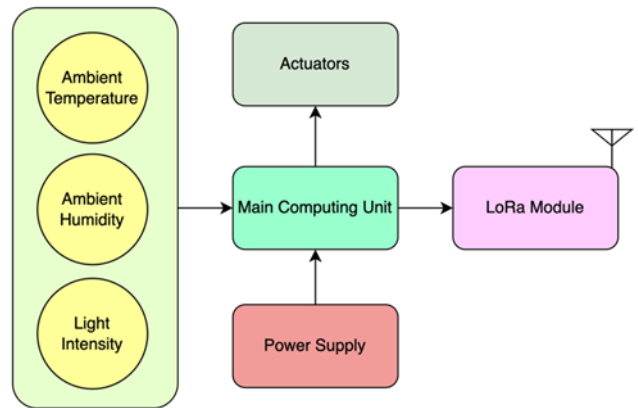 Ambient
Temperature
Ambient
Humidity
Light
Intensity
Actuators
Main Computing Unit
LoRa Module
Power Supply